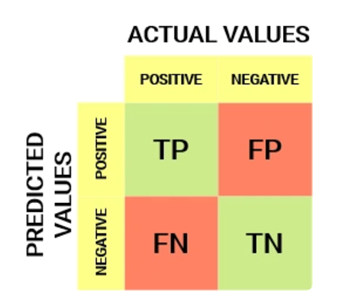 ACTUAL VALUES
POSITIVE NEGATIVE
PREDICTED
VALUES
POSITIVE
TP FP
NEGATIVE
FN TN